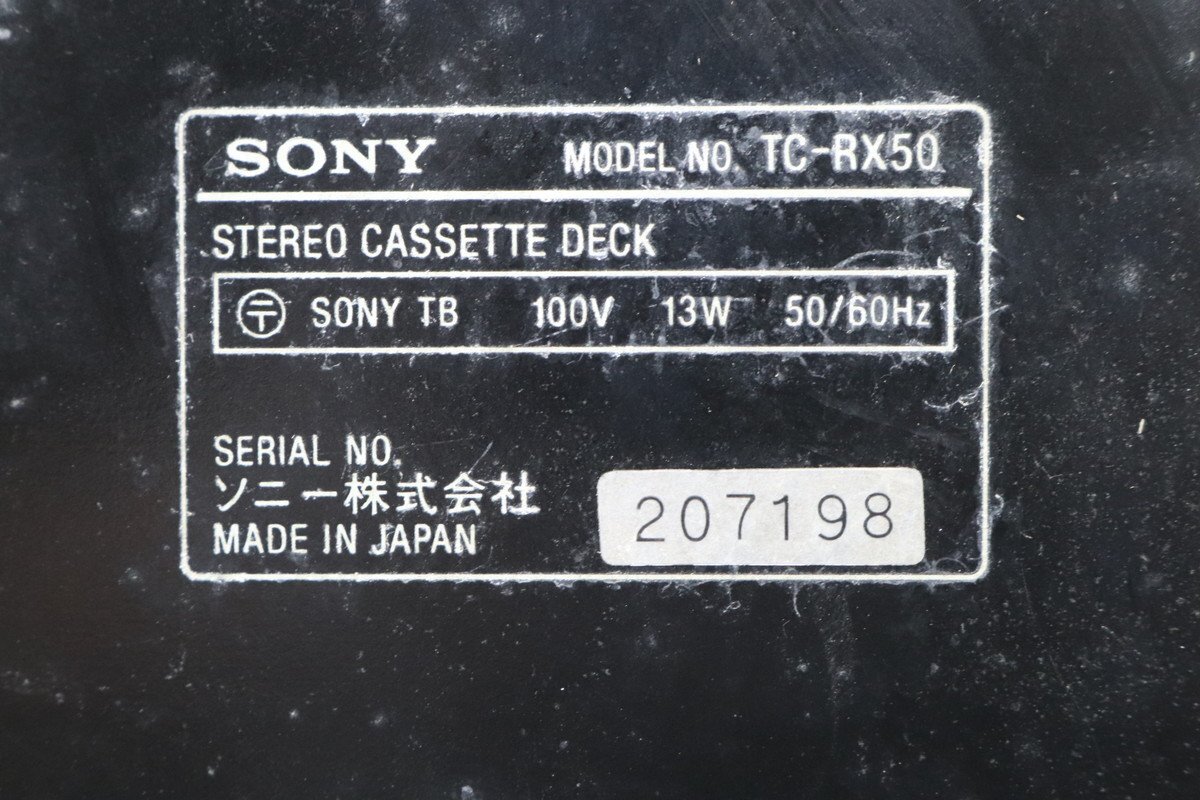 SONY MODEL NO. TC-RX50
STEREO CASSETTE DECK
〒 SONY TB 100V 13W 50/60Hz
SERIAL NO.
ソニー株式会社 207198
MADE IN JAPAN